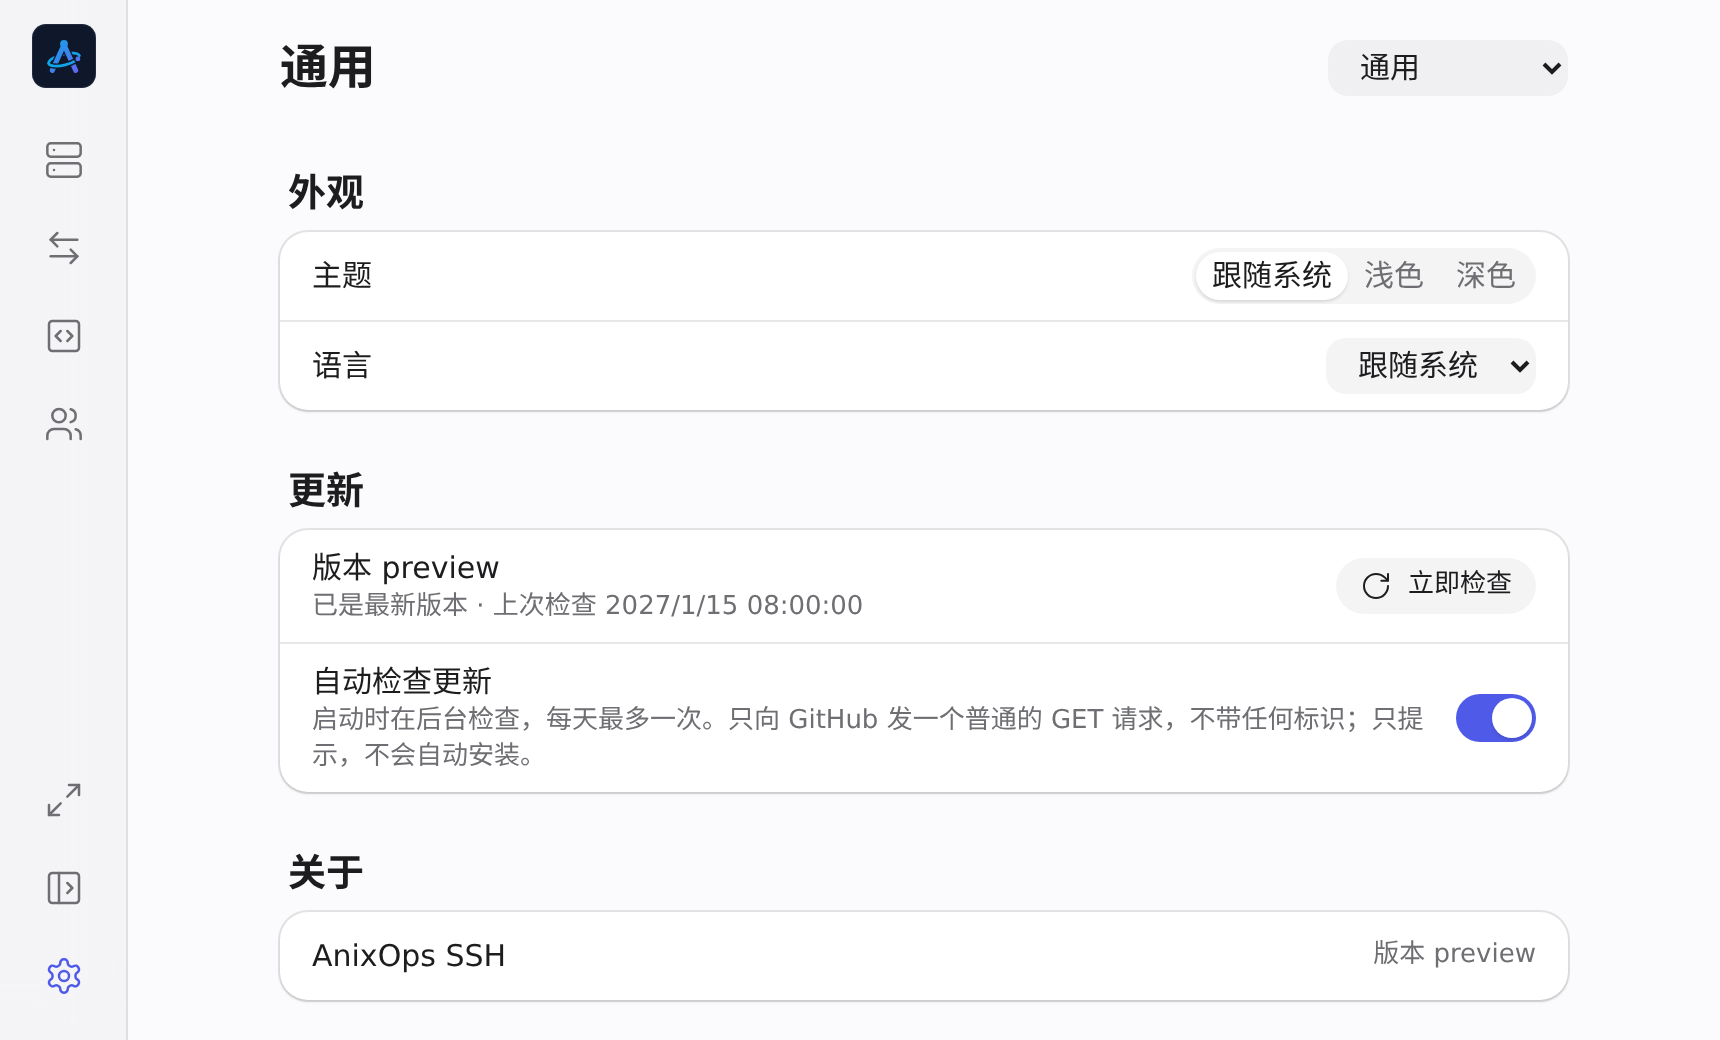 通用
通用
外观
主题
跟随系统 浅色 深色
语言
跟随系统
更新
版本 preview
已是最新版本 · 上次检查 2027/1/15 08:00:00
立即检查
自动检查更新
启动时在后台检查，每天最多一次。只向 GitHub 发一个普通的 GET 请求，不带任何标识；只提
示，不会自动安装。
关于
AnixOps SSH
版本 preview